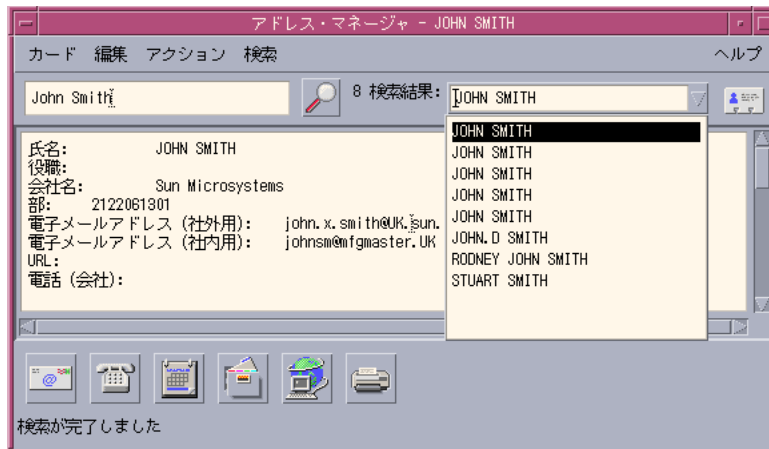 アドレス・マネージャ - JOHN SMITH
カード 編集 アクション 検索 ヘルプ
John Smith 8 検索結果: JOHN SMITH
氏名: JOHN SMITH
役職:
会社名: Sun Microsystems
部: 2122061301
電子メールアドレス (社外用): john.x.smith@UK.sun.
電子メールアドレス (社内用): johnsm@mfgmaster.UK
URL:
電話 (会社):
JOHN SMITH
JOHN SMITH
JOHN SMITH
JOHN SMITH
JOHN SMITH
JOHN.D SMITH
RODNEY JOHN SMITH
STUART SMITH
検索が完了しました